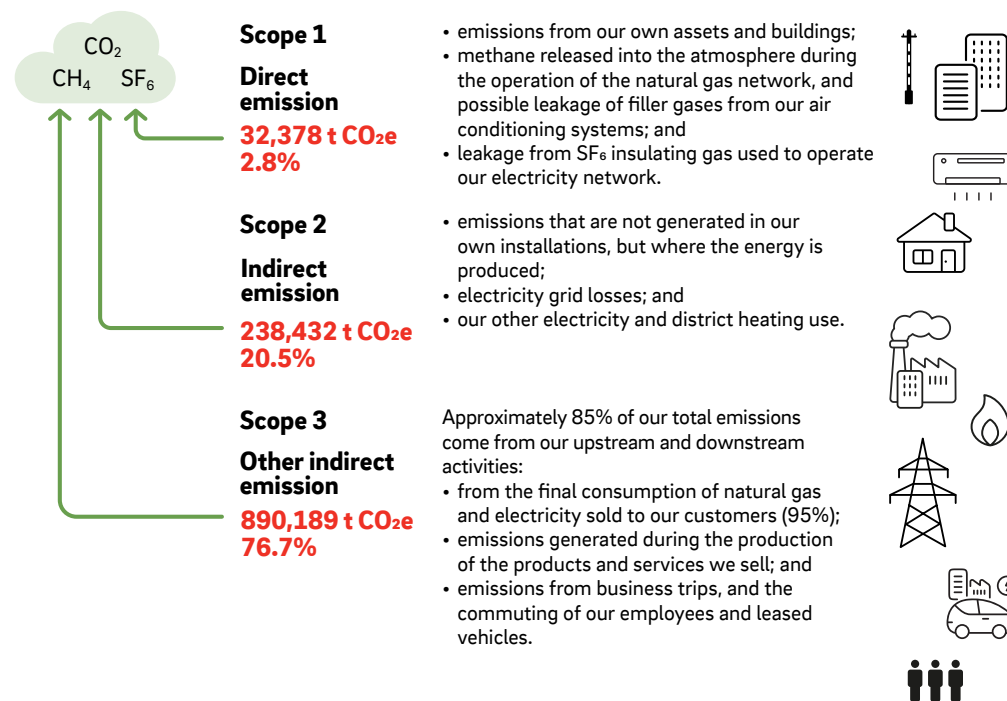 CO₂
CH₄ SF₆
Scope 1
Direct
emission
32,378 t CO₂e
2.8%
• emissions from our own assets and buildings;
• methane released into the atmosphere during
the operation of the natural gas network, and
possible leakage of filler gases from our air
conditioning systems; and
• leakage from SF₆ insulating gas used to operate
our electricity network.
Scope 2
Indirect
emission
238,432 t CO₂e
20.5%
• emissions that are not generated in our
own installations, but where the energy is
produced;
• electricity grid losses; and
• our other electricity and district heating use.
Scope 3
Other indirect
emission
890,189 t CO₂e
76.7%
Approximately 85% of our total emissions
come from our upstream and downstream
activities:
• from the final consumption of natural gas
and electricity sold to our customers (95%);
• emissions generated during the production
of the products and services we sell; and
• emissions from business trips, and the
commuting of our employees and leased
vehicles.